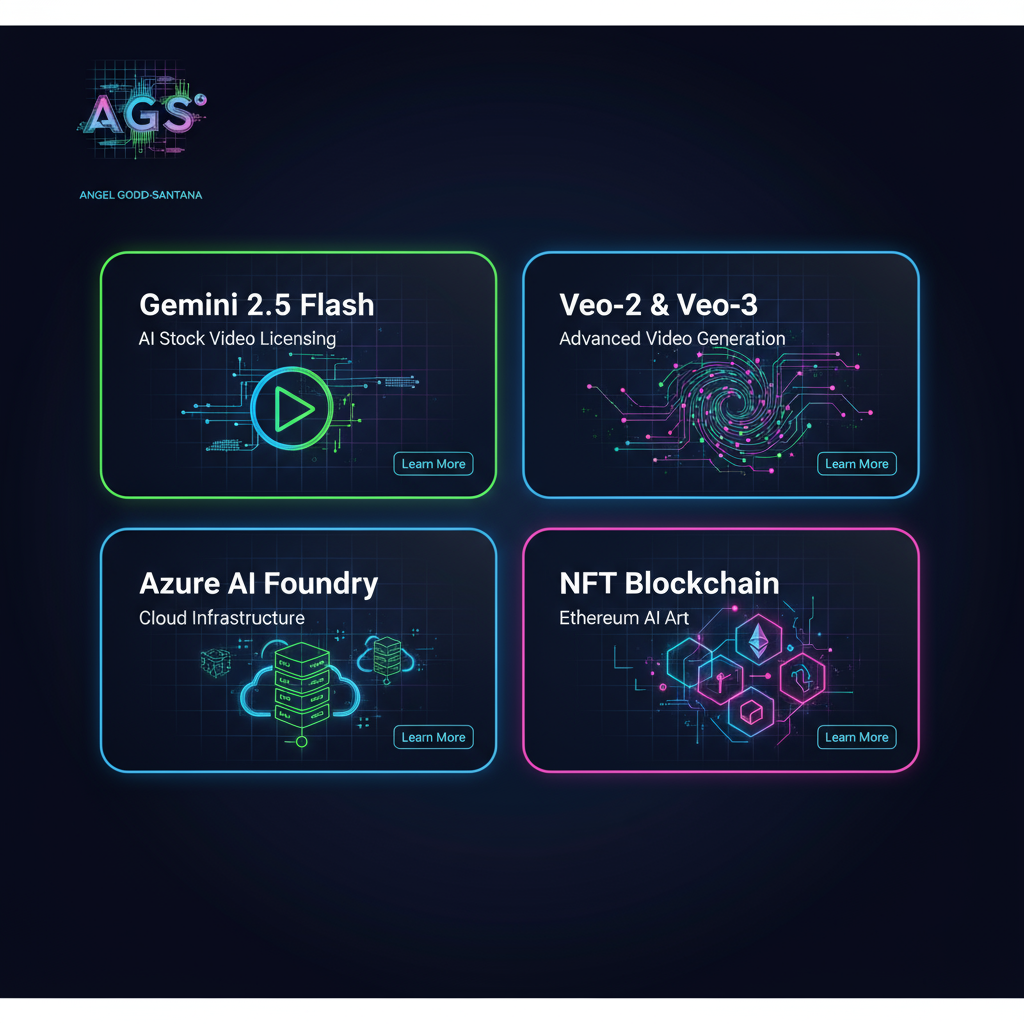 AGS
ANGEL GODD-SANTANA
Gemini 2.5 Flash
AI Stock Video Licensing
Learn More
Veo-2 & Veo-3
Advanced Video Generation
Learn More
Azure AI Foundry
Cloud Infrastructure
Learn More
NFT Blockchain
Ethereum AI Art
Learn More